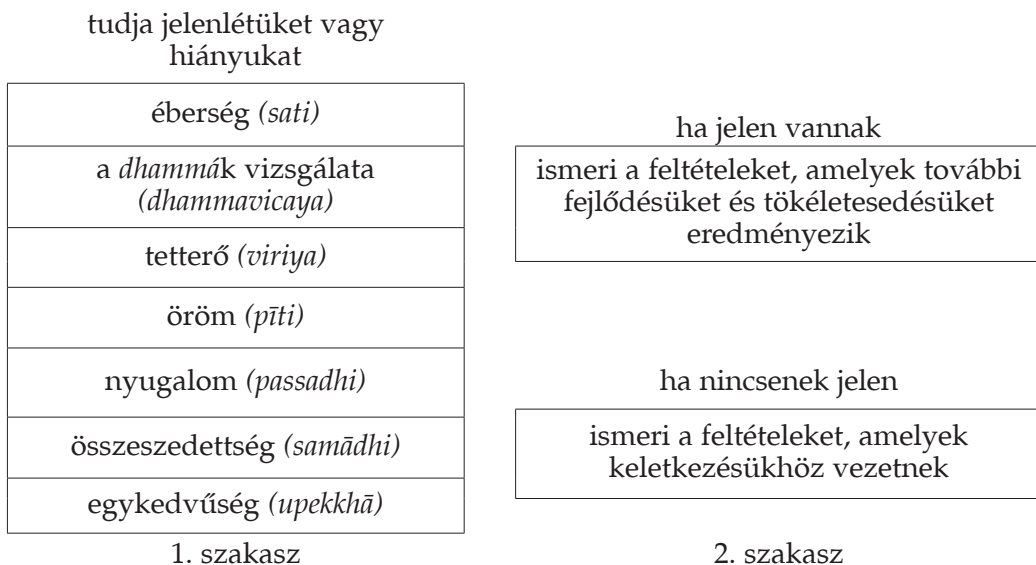 tudja jelenlétüket vagy
hiányukat
éberség (sati)
a dhammák vizsgálata
(dhammavicaya)
tetterő (viriya)
öröm (pīti)
nyugalom (passadhi)
összeszedettség (samādhi)
egykedvűség (upekkhā)
1. szakasz
ha jelen vannak
ismeri a feltételeket, amelyek további
fejlődésüket és tökéletesedésüket
eredményezik
ha nincsenek jelen
ismeri a feltételeket, amelyek
keletkezésükhöz vezetnek
2. szakasz